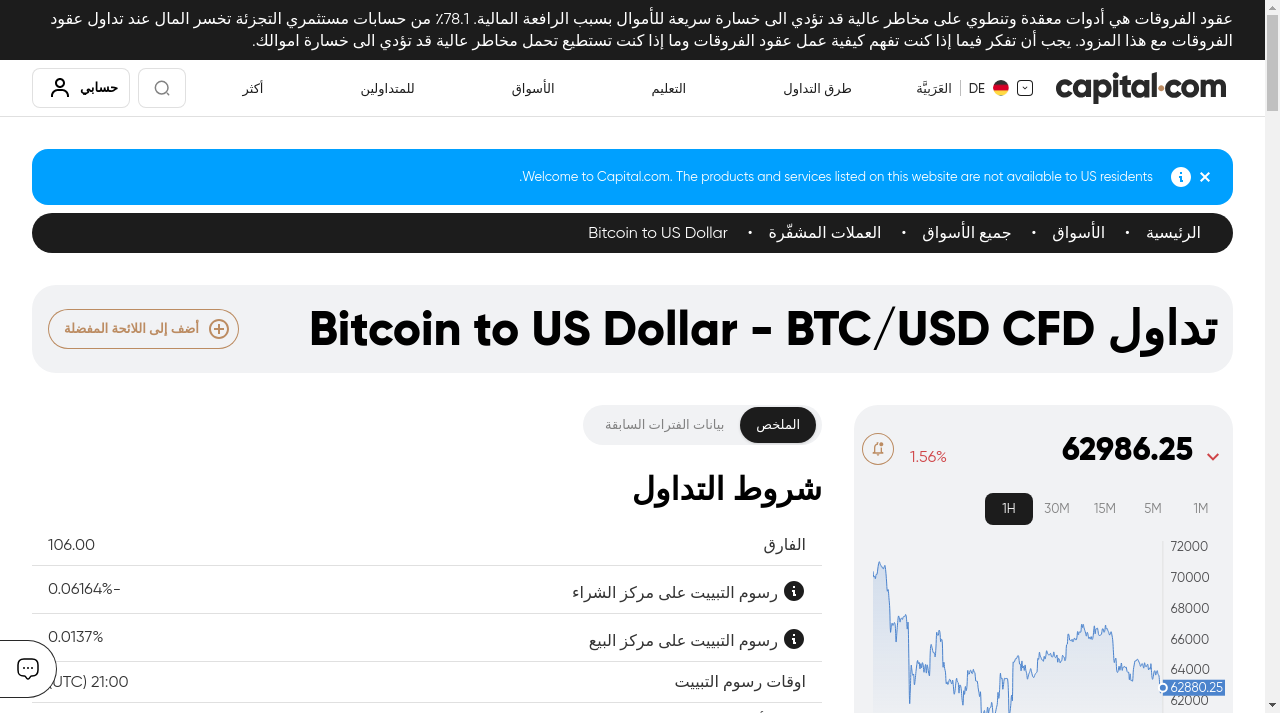 عقود الفروقات هي أدوات معقدة وتنطوي على مخاطر عالية قد تؤدي الى خسارة سريعة للأموال بسبب الرافعة المالية. 78.1٪ من حسابات مستثمري التجزئة تخسر المال عند تداول عقود
الفروقات مع هذا المزود. يجب أن تفكر فيما إذا كنت تفهم كيفية عمل عقود الفروقات وما إذا كنت تستطيع تحمل مخاطر عالية قد تؤدي الى خسارة اموالك.
capital.com
DE
العَرَبيَّة
طرق التداول
التعليم
الأسواق
للمتداولين
أكثر
حسابي
Welcome to Capital.com. The products and services listed on this website are not available to US residents.
الرئيسية • الأسواق • جميع الأسواق • العملات المشفّرة • Bitcoin to US Dollar
تداول Bitcoin to US Dollar - BTC/USD CFD
أضف إلى اللائحة المفضلة
62986.25
1.56%
1M 5M 15M 30M 1H
72000
70000
68000
66000
64000
62880.25
62000
الملخص
بيانات الفترات السابقة
شروط التداول
الفارق 106.00
رسوم التبييت على مركز الشراء -0.06164%
رسوم التبييت على مركز البيع 0.0137%
اوقات رسوم التبييت 21:00 (UTC)